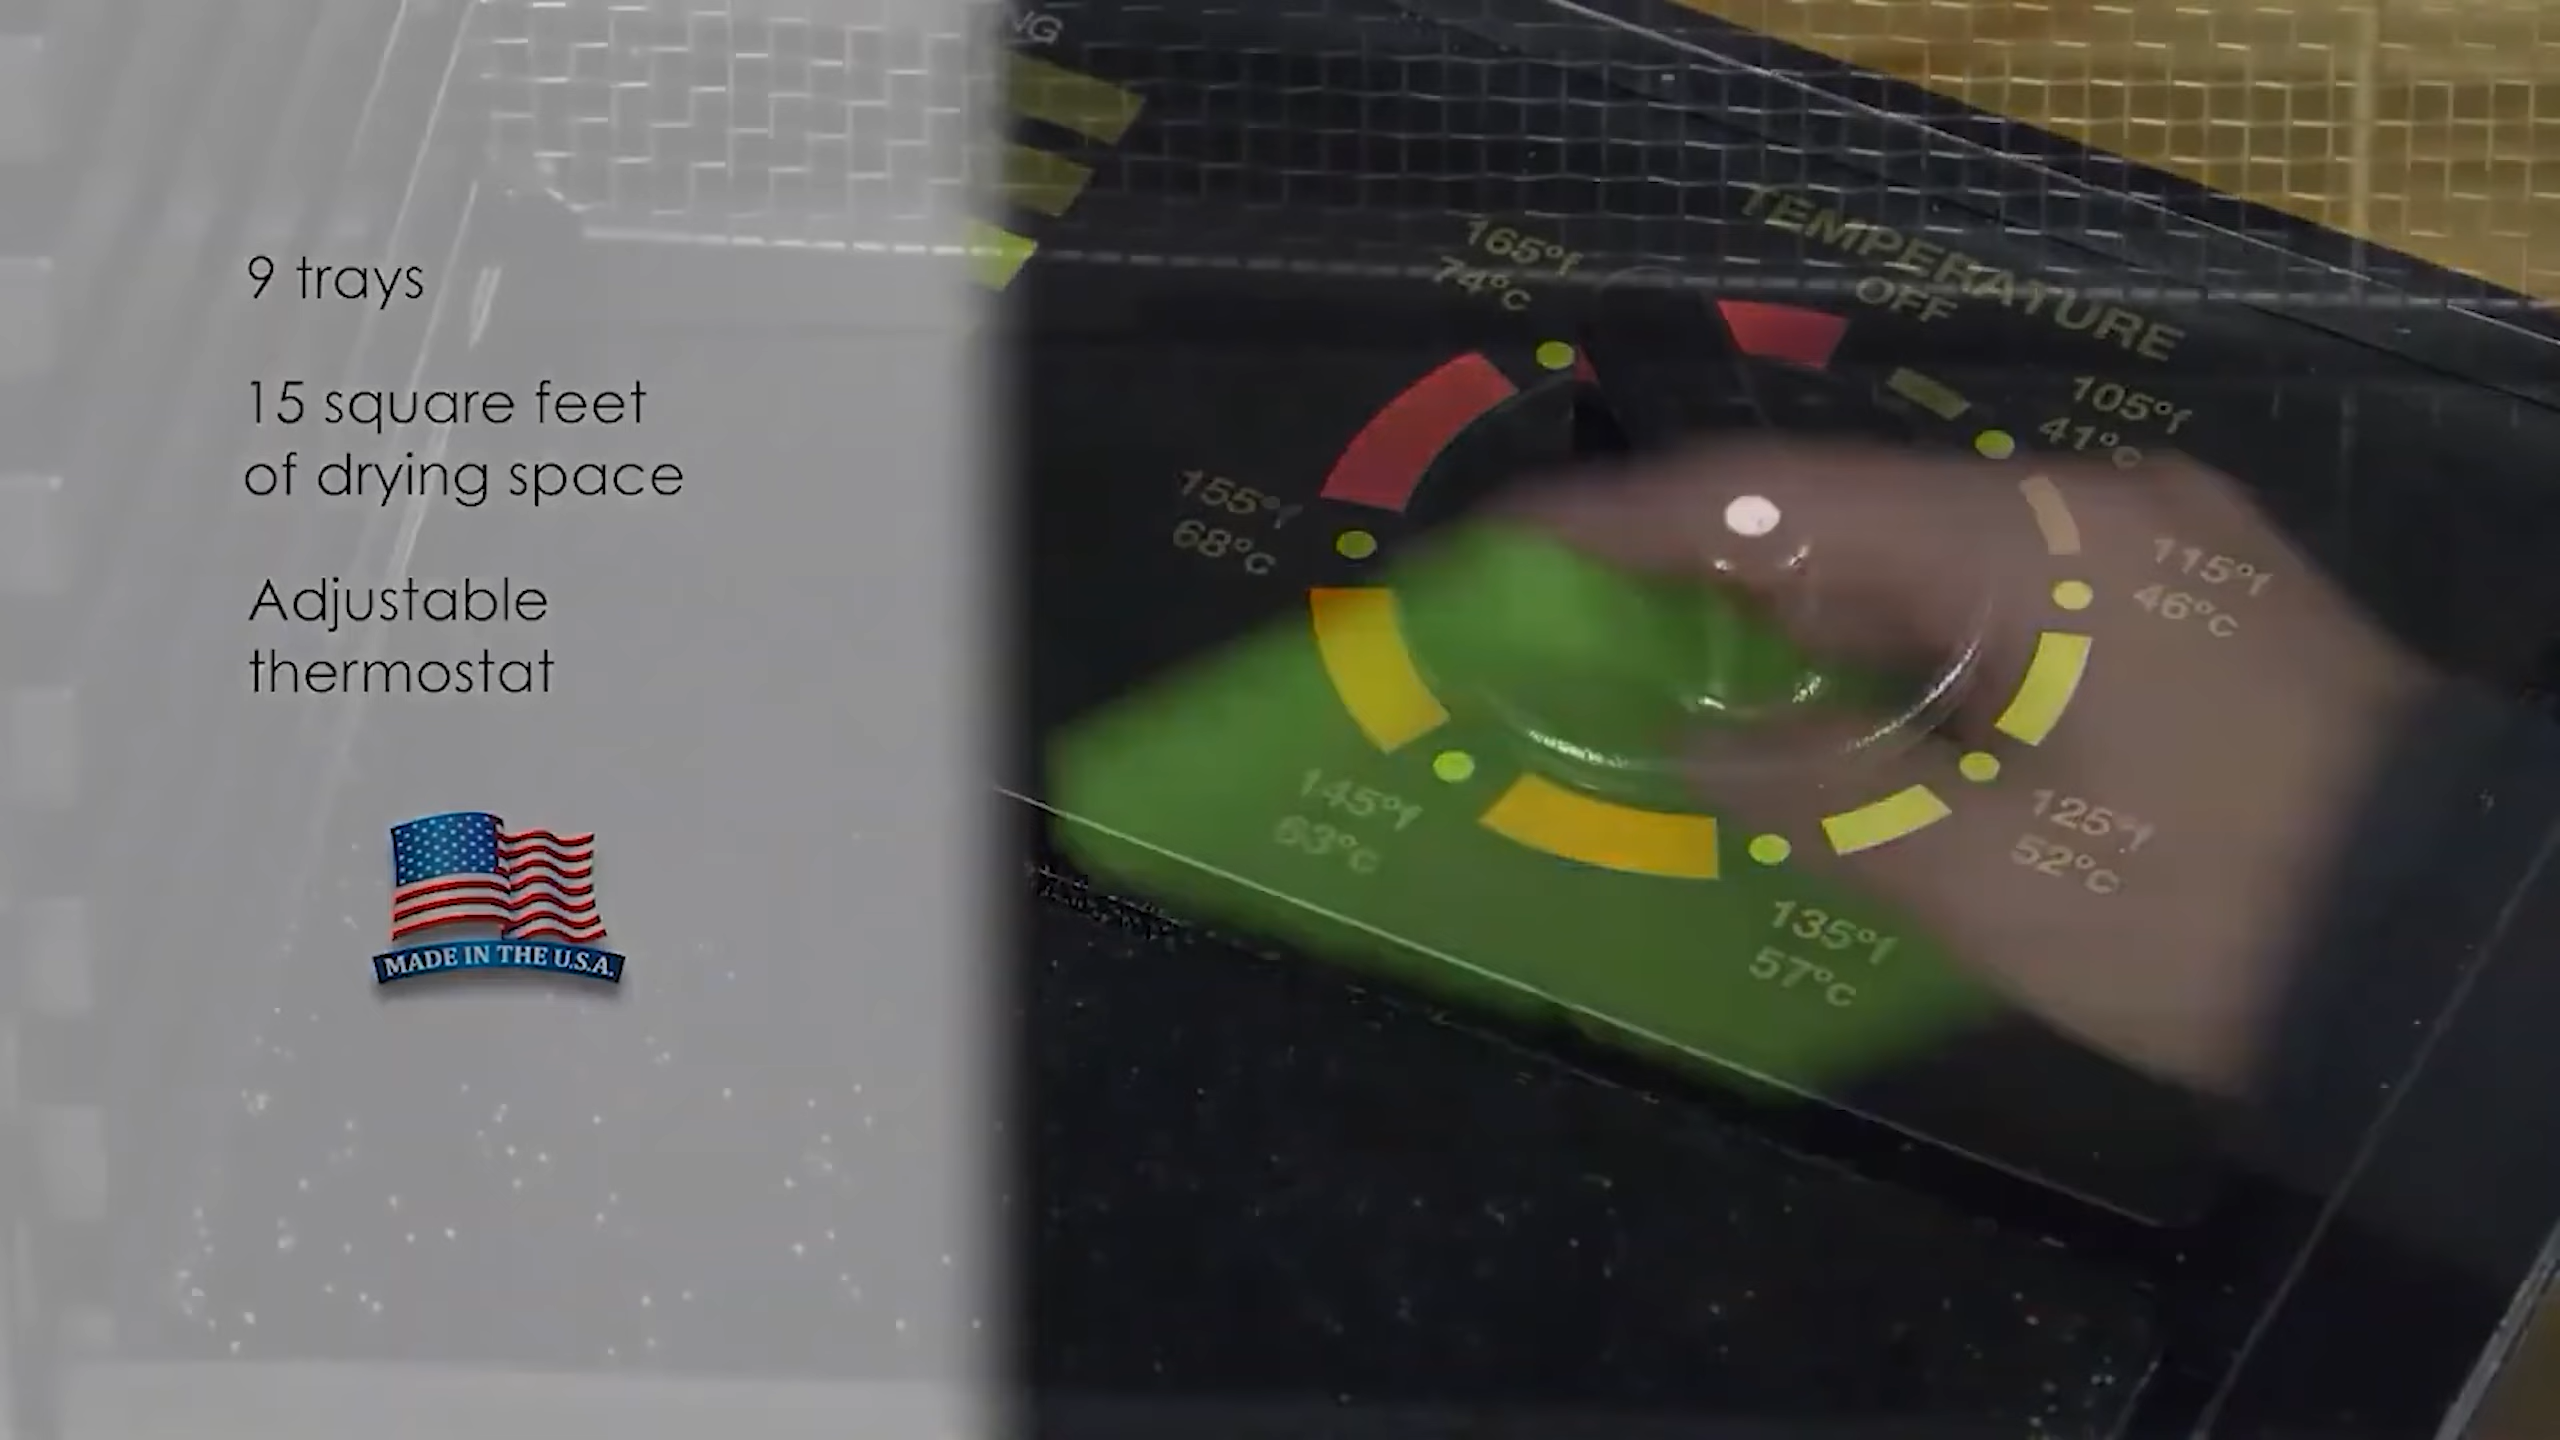 NG
9 trays
15 square feet
of drying space
Adjustable
thermostat
MADE IN THE U.S.A.
TEMPERATURE
OFF
105°f
41°c
115°f
46°c
125°f
52°c
135°f
57°c
145°f
63°c
155°f
68°c
165°f
74°c